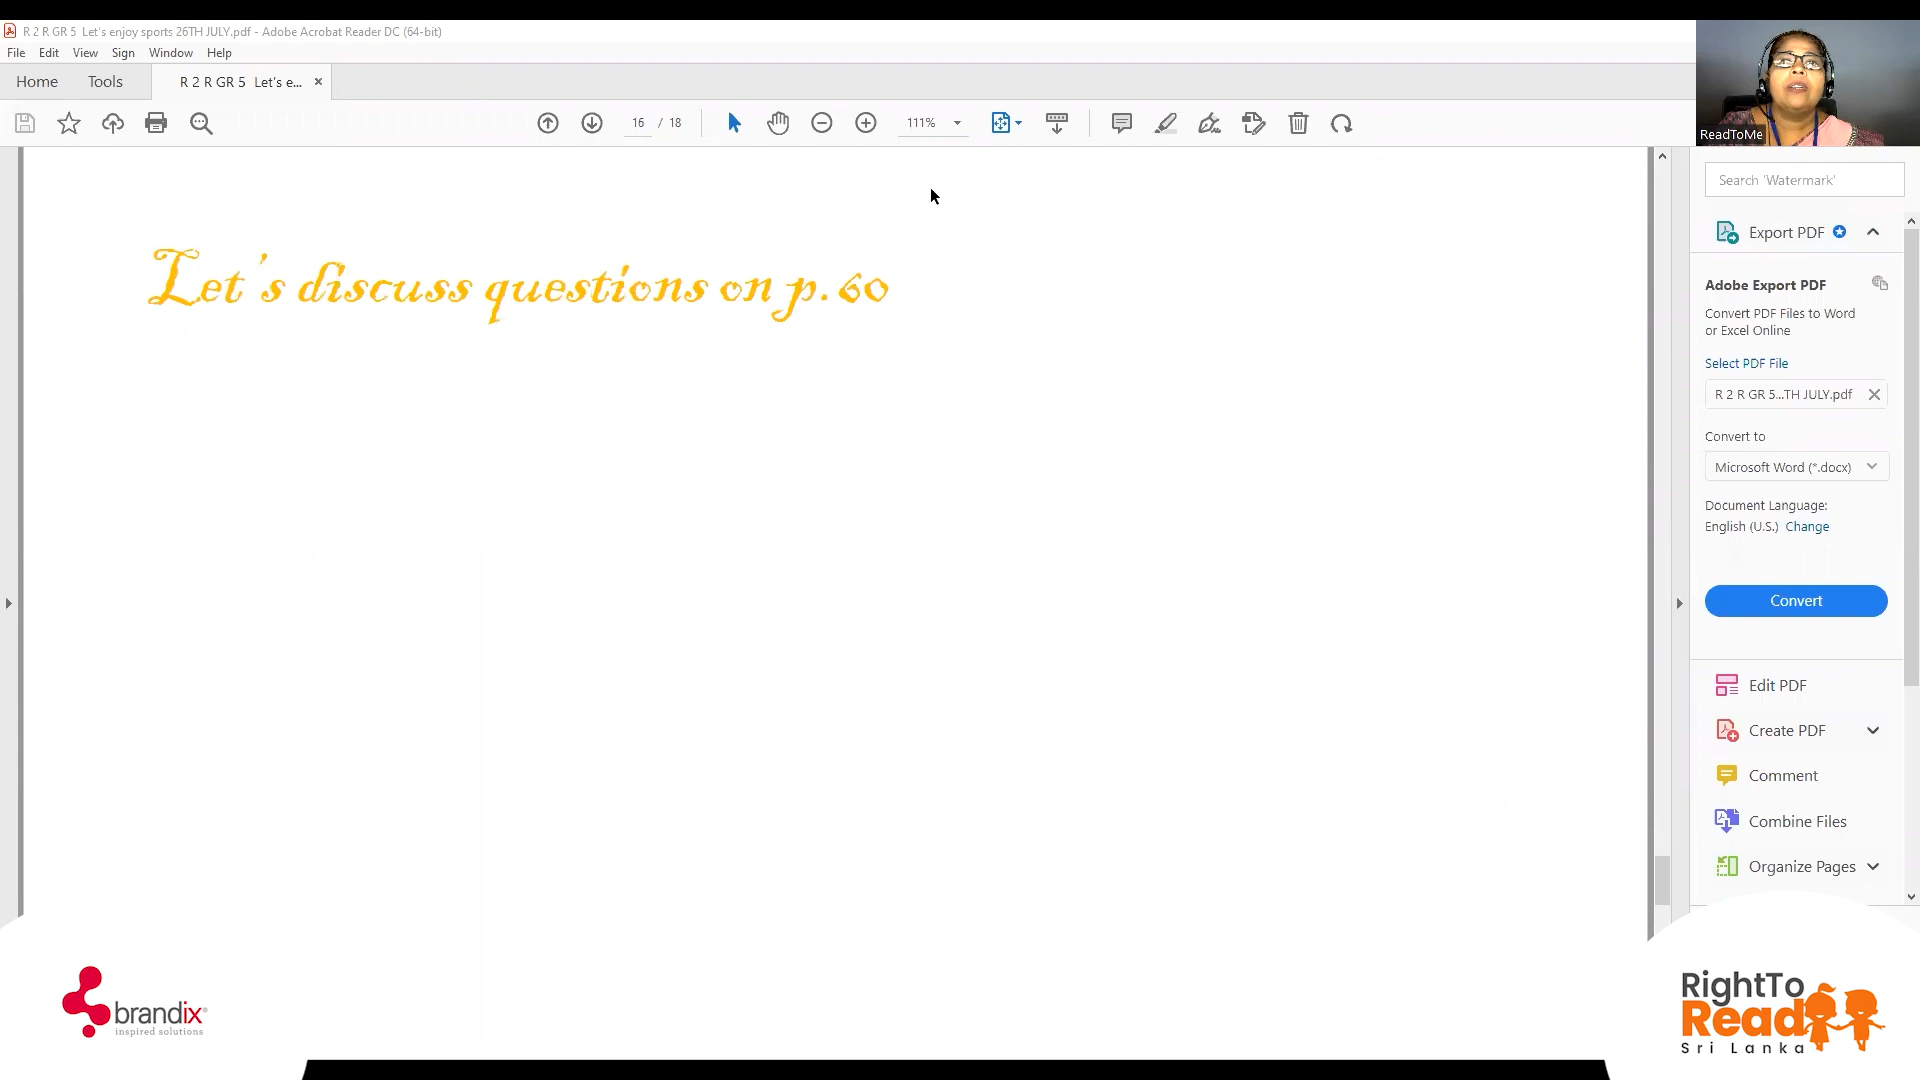 R 2 R GR 5  Let's enjoy sports 26TH JULY.pdf - Adobe Acrobat Reader DC (64-bit)
File Edit View Sign Window Help
Home Tools R 2 R GR 5  Let's e... ×
16 / 18 111%
ReadToMe
Search 'Watermark'
Let's discuss questions on p.60
Export PDF
Adobe Export PDF
Convert PDF Files to Word
or Excel Online
Select PDF File
R 2 R GR 5...TH JULY.pdf
Convert to
Microsoft Word (*.docx)
Document Language:
English (U.S.) Change
Convert
Edit PDF
Create PDF
Comment
Combine Files
Organize Pages
brandix
inspired solutions
RightTo
Read
Sri Lanka